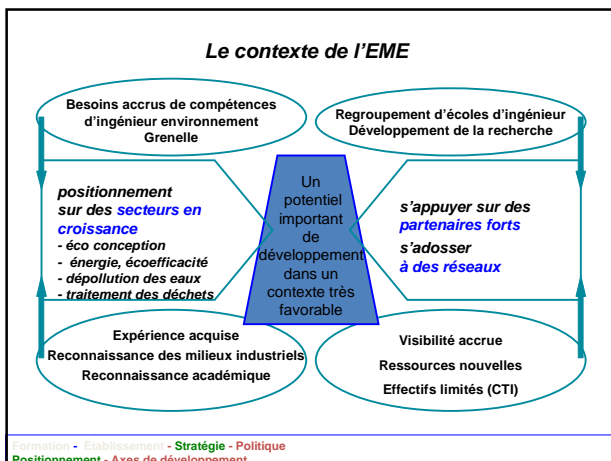 Le contexte de l'EME
Besoins accrus de compétences
d'ingénieur environnement
Grenelle
Regroupement d'écoles d'ingénieur
Développement de la recherche
positionnement
sur des secteurs en
croissance
- éco conception
- énergie, écoefficacité
- dépollution des eaux
- traitement des déchets
Un
potentiel
important
de
développement
dans un
contexte très
favorable
s'appuyer sur des
partenaires forts
s'adosser
à des réseaux
Expérience acquise
Reconnaissance des milieux industriels
Reconnaissance académique
Visibilité accrue
Ressources nouvelles
Effectifs limités (CTI)
Formation - Etablissement - Stratégie - Politique
Positionnement - Axes de développement